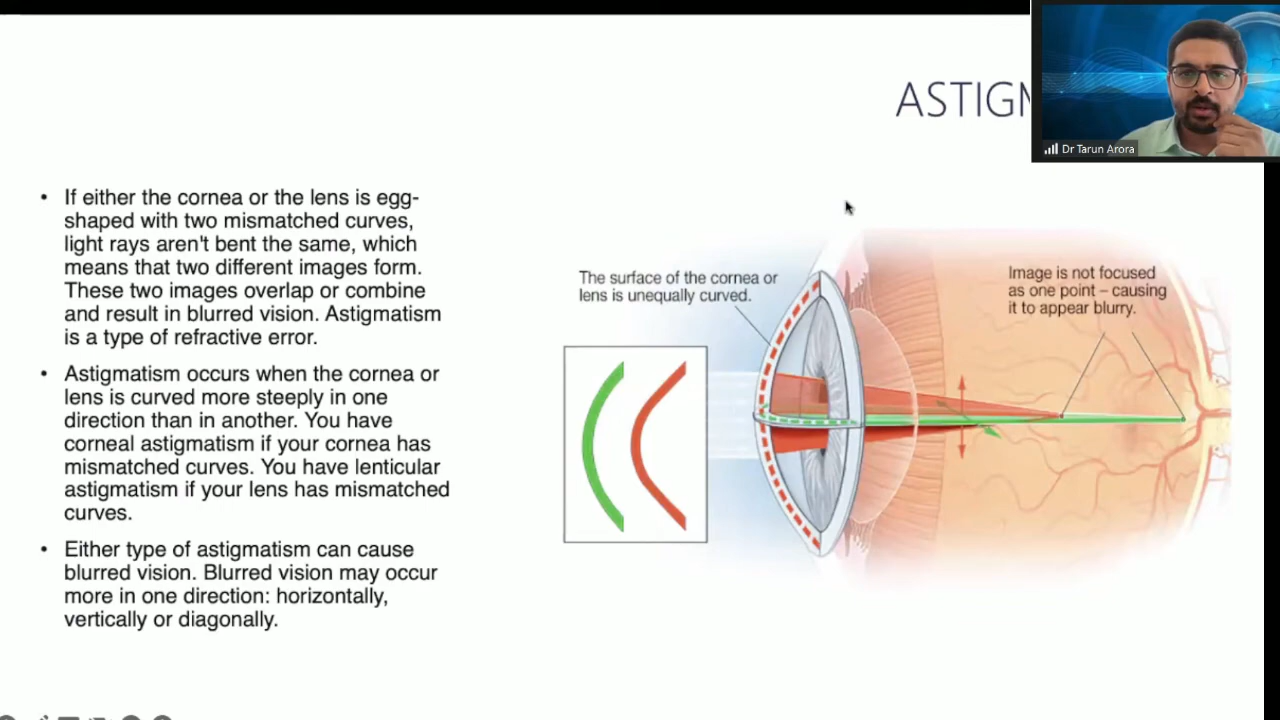 ASTIGM
Dr Tarun Arora
• If either the cornea or the lens is egg-
shaped with two mismatched curves,
light rays aren't bent the same, which
means that two different images form.
These two images overlap or combine
and result in blurred vision. Astigmatism
is a type of refractive error.
• Astigmatism occurs when the cornea or
lens is curved more steeply in one
direction than in another. You have
corneal astigmatism if your cornea has
mismatched curves. You have lenticular
astigmatism if your lens has mismatched
curves.
• Either type of astigmatism can cause
blurred vision. Blurred vision may occur
more in one direction: horizontally,
vertically or diagonally.
The surface of the cornea or
lens is unequally curved.
Image is not focused
as one point – causing
it to appear blurry.